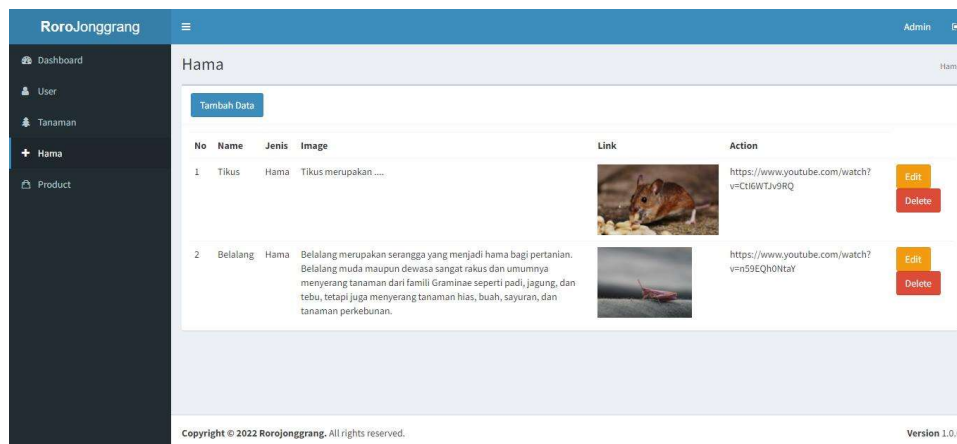 RoroJonggrang
Admin
Dashboard
User
Tanaman
Hama
Product
Hama
Tambah Data
No Name Jenis Image Link Action
1 Tikus Hama Tikus merupakan .... https://www.youtube.com/watch?
v=CtI6WTJv9RQ
Edit
Delete
2 Belalang Hama Belalang merupakan serangga yang menjadi hama bagi pertanian.
Belalang muda maupun dewasa sangat rakus dan umumnya
menyerang tanaman dari famili Graminae seperti padi, jagung, dan
tebu, tetapi juga menyerang tanaman hias, buah, sayuran, dan
tanaman perkebunan.
https://www.youtube.com/watch?
v=n59EQh0NtaY
Edit
Delete
Copyright © 2022 Rorojonggrang. All rights reserved.
Version 1.0.